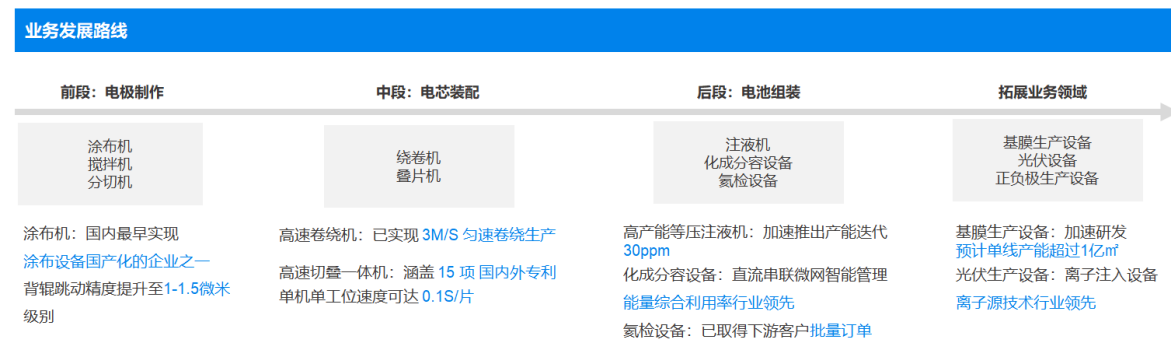 业务发展路线
前段：电极制作
中段：电芯装配
后段：电池组装
拓展业务领域
涂布机
搅拌机
分切机
绕卷机
叠片机
注液机
化成分容设备
氦检设备
基膜生产设备
光伏设备
正负极生产设备
涂布机：国内最早实现
涂布设备国产化的企业之一
背辊跳动精度提升至1-1.5微米
级别
高速卷绕机：已实现 3M/S 匀速卷绕生产
高速切叠一体机：涵盖 15 项 国内外专利
单机单工位速度可达 0.1S/片
高产能等压注液机：加速推出产能迭代
30ppm
化成分容设备：直流串联微网智能管理
能量综合利用率行业领先
氦检设备：已取得下游客户批量订单
基膜生产设备：加速研发
预计单线产能超过1亿㎡
光伏生产设备：离子注入设备
离子源技术行业领先